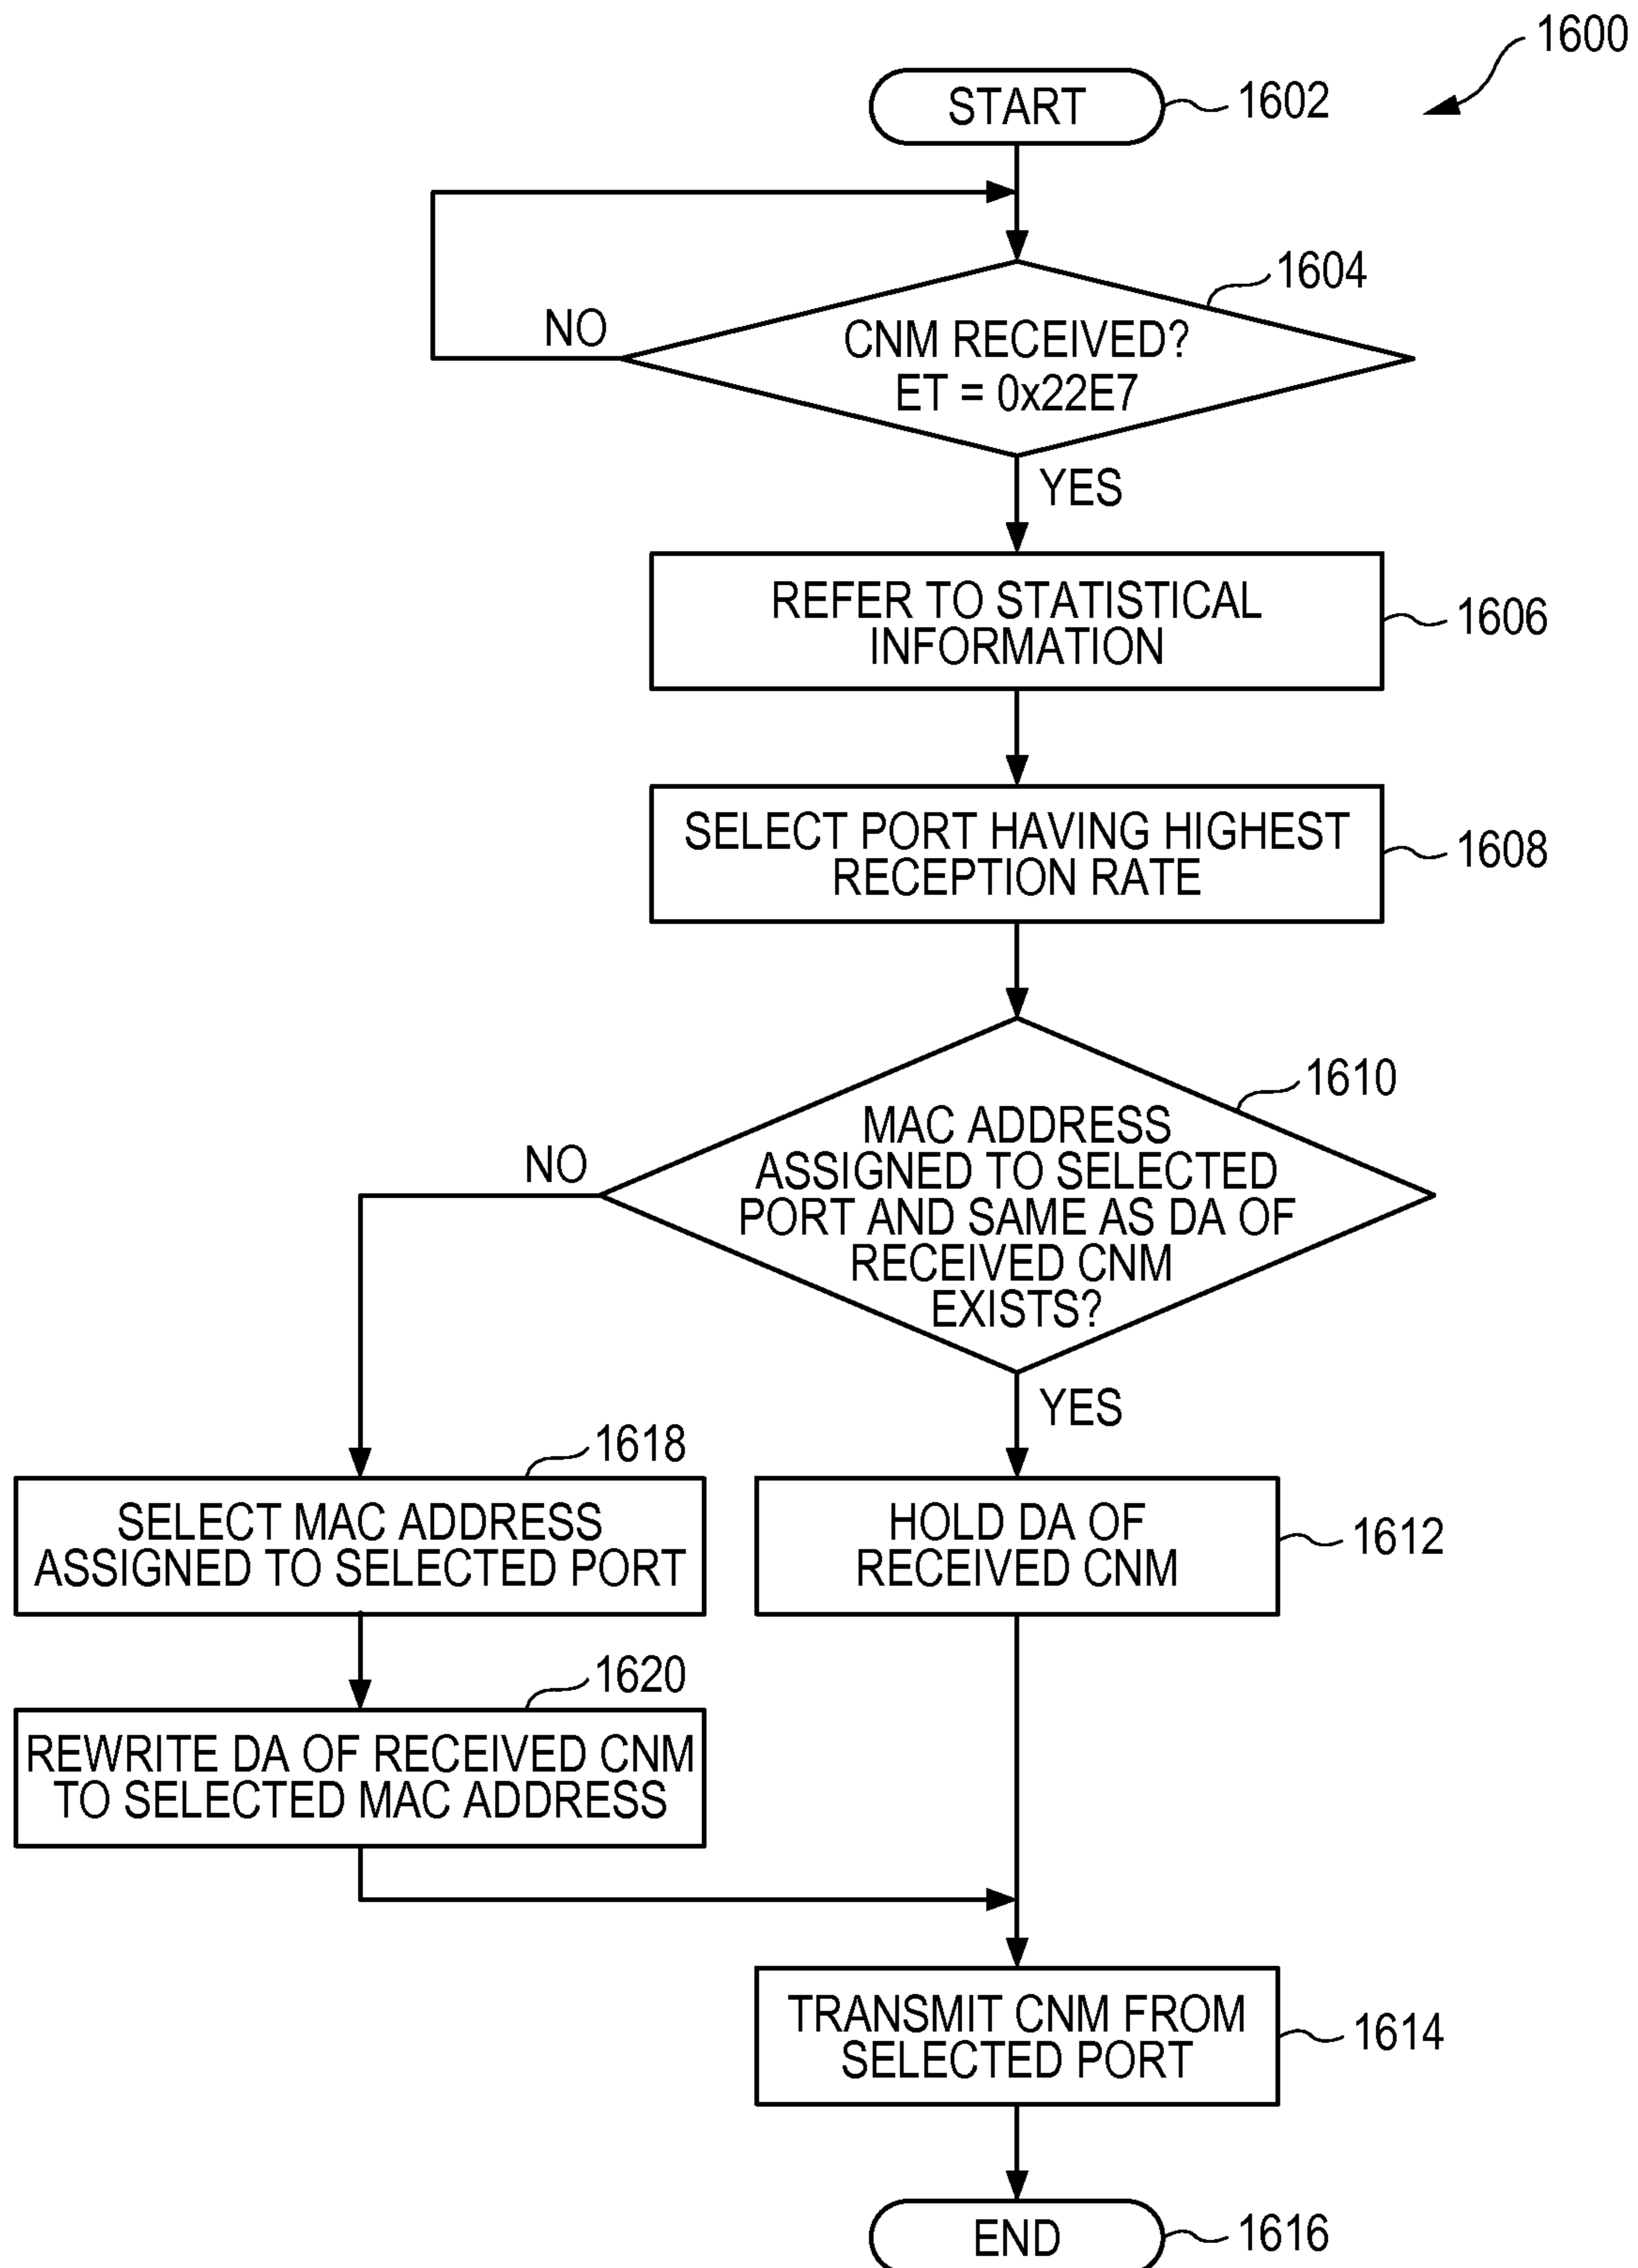 1600
START
1602
1604
NO
CNM RECEIVED?
ET = 0x22E7
YES
REFER TO STATISTICAL
INFORMATION
1606
SELECT PORT HAVING HIGHEST
RECEPTION RATE
1608
1610
NO
MAC ADDRESS
ASSIGNED TO SELECTED
PORT AND SAME AS DA OF
RECEIVED CNM
EXISTS?
YES
1618
SELECT MAC ADDRESS
ASSIGNED TO SELECTED PORT
HOLD DA OF
RECEIVED CNM
1612
1620
REWRITE DA OF RECEIVED CNM
TO SELECTED MAC ADDRESS
TRANSMIT CNM FROM
SELECTED PORT
1614
END
1616